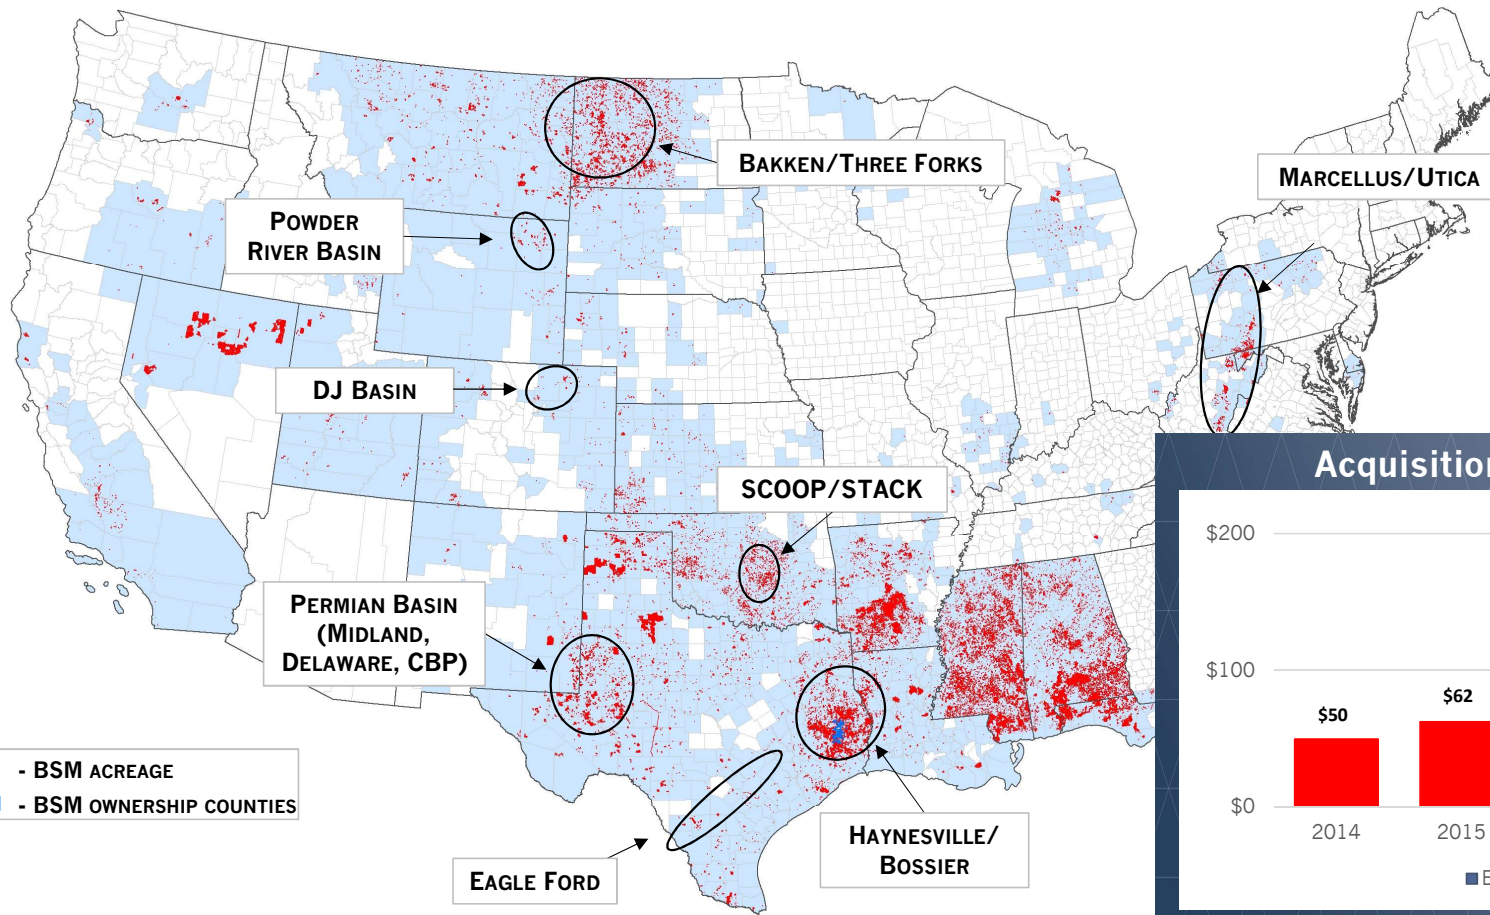 BAKKEN/THREE FORKS
MARCELLUS/UTICA
POWDER
RIVER BASIN
DJ BASIN
SCOOP/STACK
PERMIAN BASIN
(MIDLAND,
DELAWARE, CBP)
- BSM ACREAGE
- BSM OWNERSHIP COUNTIES
EAGLE FORD
HAYNESVILLE/
BOSSIER
Acquisition
$200
$100
$0
$50
$62
2014
2015